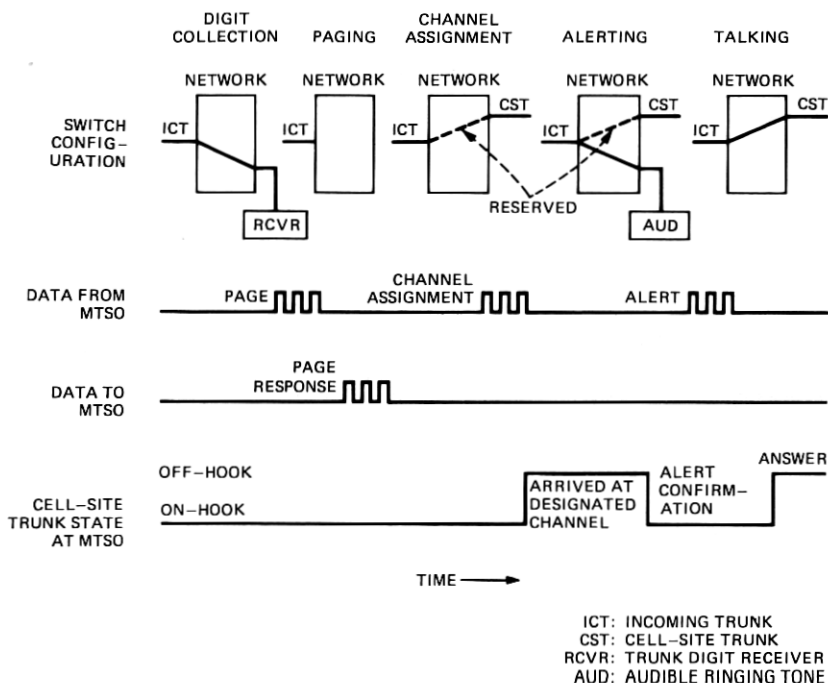 DIGIT COLLECTION
PAGING
CHANNEL ASSIGNMENT
ALERTING
TALKING
SWITCH CONFIG–URATION
NETWORK
ICT
RCVR
NETWORK
ICT
NETWORK
ICT
CST
RESERVED
NETWORK
ICT
CST
AUD
NETWORK
ICT
CST
DATA FROM MTSO
PAGE
CHANNEL ASSIGNMENT
ALERT
DATA TO MTSO
PAGE RESPONSE
CELL–SITE TRUNK STATE AT MTSO
OFF–HOOK
ON–HOOK
ARRIVED AT DESIGNATED CHANNEL
ALERT CONFIRM–ATION
ANSWER
TIME
ICT: INCOMING TRUNK
CST: CELL–SITE TRUNK
RCVR: TRUNK DIGIT RECEIVER
AUD: AUDIBLE RINGING TONE